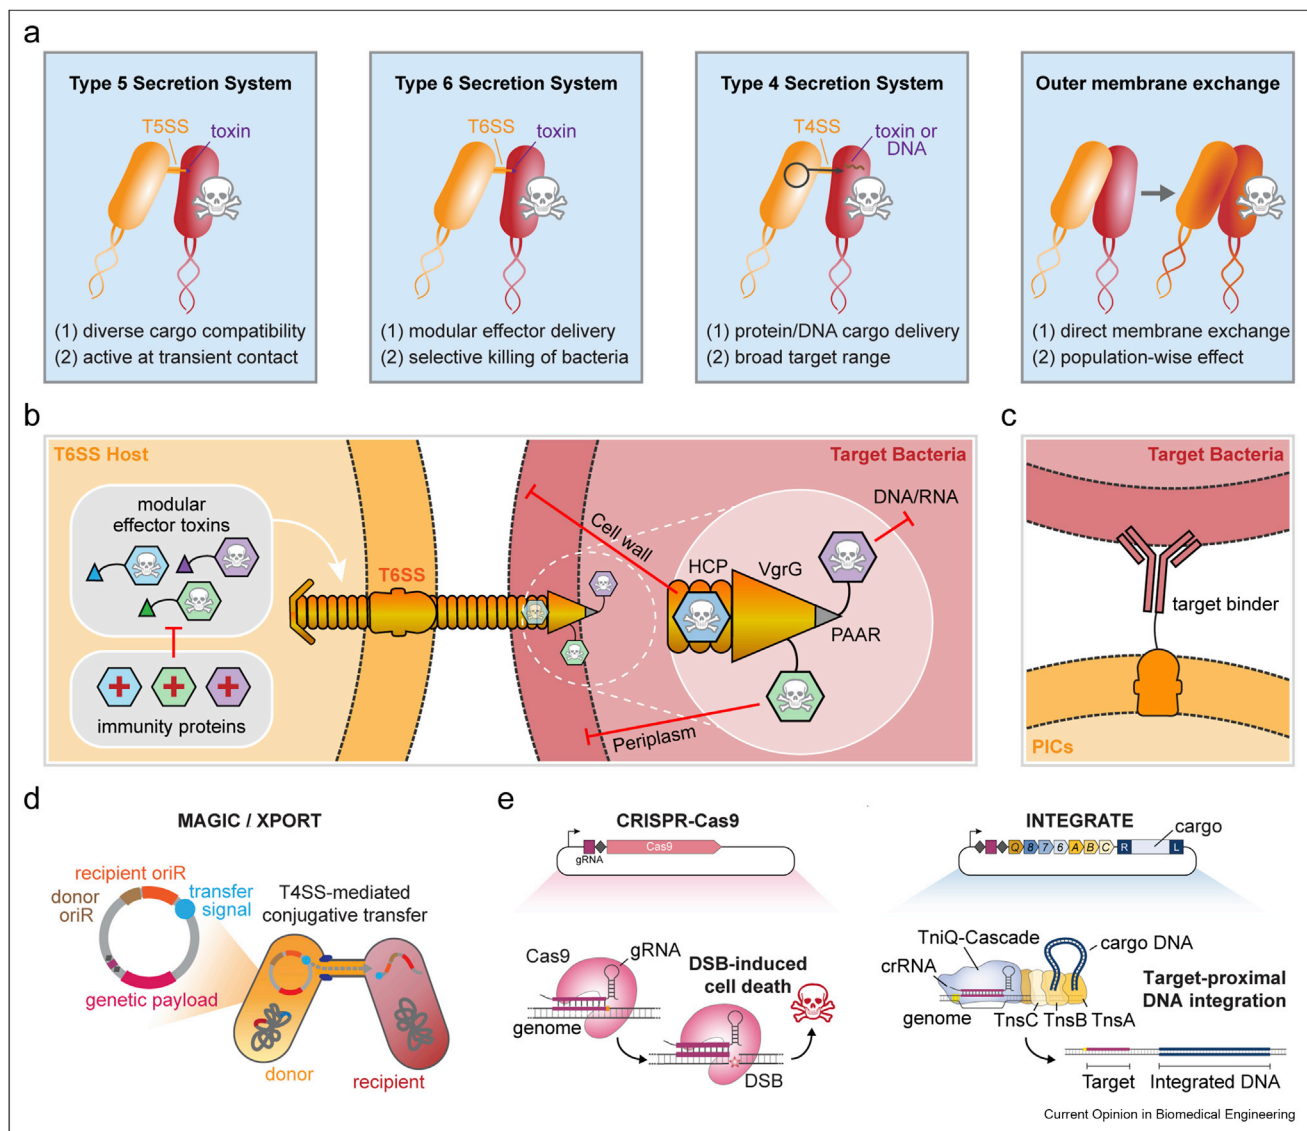 a
Type 5 Secretion System
T5SS
toxin
(1) diverse cargo compatibility
(2) active at transient contact
Type 6 Secretion System
T6SS
toxin
(1) modular effector delivery
(2) selective killing of bacteria
Type 4 Secretion System
T4SS
toxin or
DNA
(1) protein/DNA cargo delivery
(2) broad target range
Outer membrane exchange
(1) direct membrane exchange
(2) population-wise effect
b
T6SS Host
modular
effector toxins
immunity proteins
T6SS
Target Bacteria
Cell wall
HCP
VgrG
DNA/RNA
PAAR
Periplasm
c
Target Bacteria
target binder
PICs
d
MAGIC / XPORT
recipient oriR
donor
oriR
transfer
signal
genetic payload
T4SS-mediated
conjugative transfer
donor
recipient
e
CRISPR-Cas9
gRNA
Cas9
Cas9
gRNA
genome
DSB-induced
cell death
DSB
INTEGRATE
cargo
Q 8 7 6 A B C R L
TniQ-Cascade
crRNA
cargo DNA
genome
TnsC TnsB TnsA
Target-proximal
DNA integration
Target
Integrated DNA
Current Opinion in Biomedical Engineering